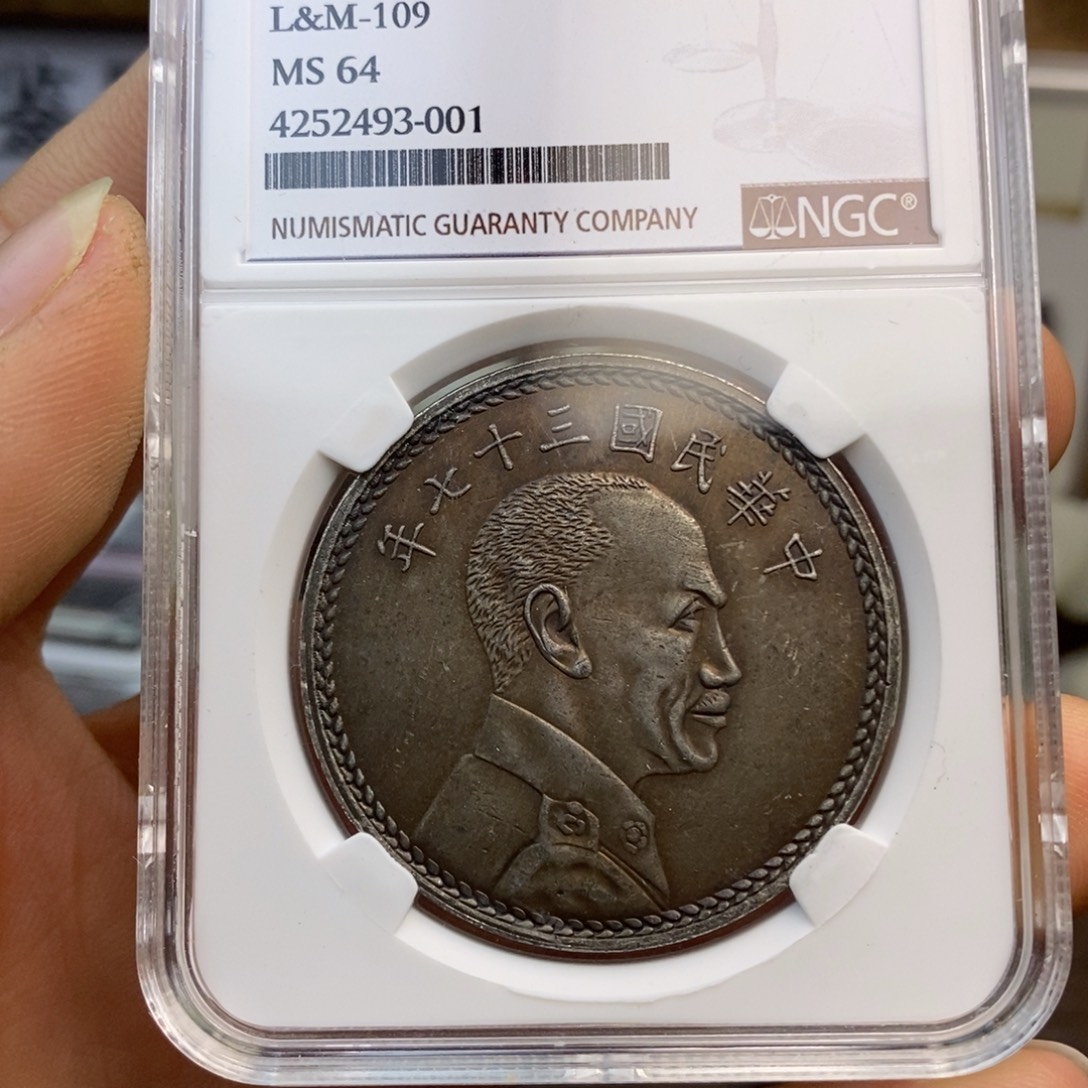 L&M-109
MS 64
4252493-001
NUMISMATIC GUARANTY COMPANY
NGC®
中華民國三十七年